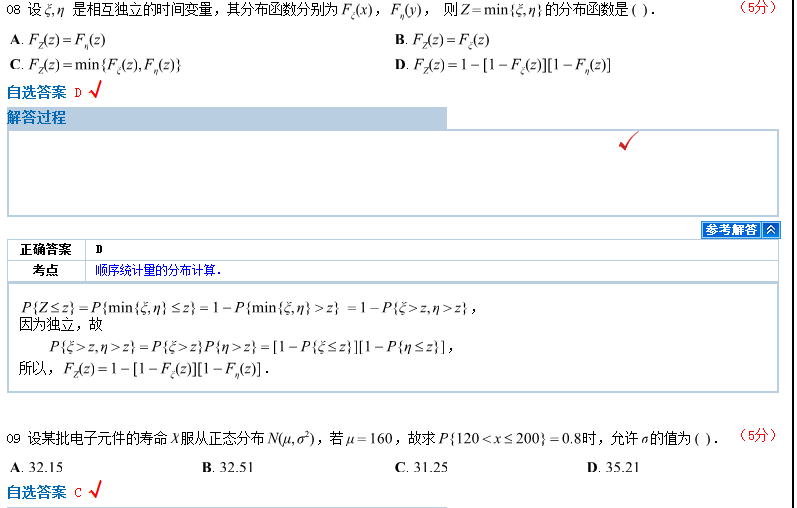 08 设 ξ,η 是相互独立的时间变量，其分布函数分别为 F_ξ(x)，F_η(y)， 则 Z=min{ξ,η} 的分布函数是 ( ) . （5分）
A. F_Z(z)=F_η(z) B. F_Z(z)=F_ξ(z)
C. F_Z(z)=min{F_ξ(z),F_η(z)} D. F_Z(z)=1−[1−F_ξ(z)][1−F_η(z)]
自选答案 D
解答过程
参考解答
正确答案 D
考点 顺序统计量的分布计算.
P{Z≤z}=P{min{ξ,η}≤z}=1−P{min{ξ,η}>z} =1−P{ξ>z,η>z}，
因为独立，故
P{ξ>z,η>z}=P{ξ>z}P{η>z}=[1−P{ξ≤z}][1−P{η≤z}]，
所以，F_Z(z)=1−[1−F_ξ(z)][1−F_η(z)] .
09 设某批电子元件的寿命 X服从正态分布 N(μ,σ²)，若 μ=160，故求 P{120<x≤200}=0.8时，允许 σ 的值为 ( ) . （5分）
A. 32.15 B. 32.51 C. 31.25 D. 35.21
自选答案 C